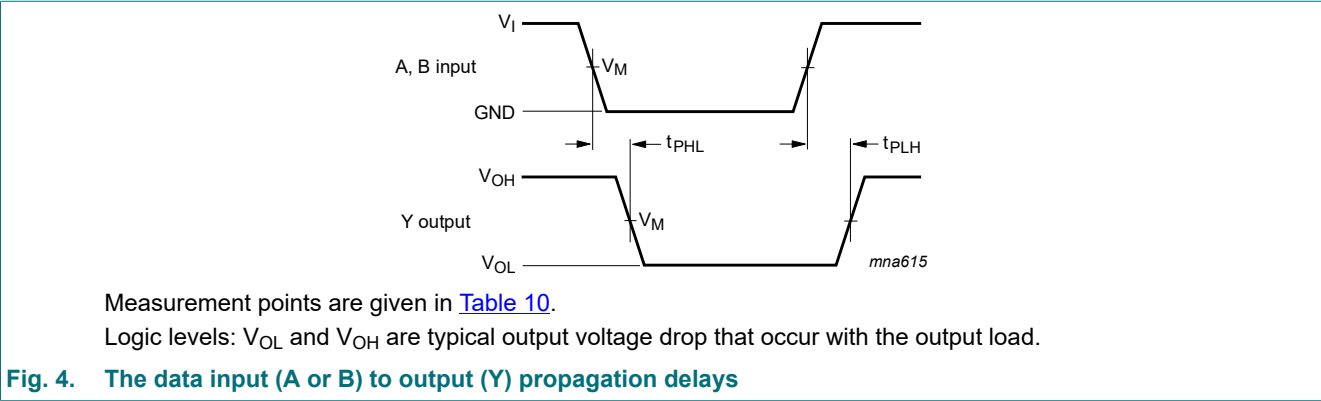 VI
A, B input
VM
GND
tPHL
tPLH
VOH
Y output
VM
VOL
mna615
Measurement points are given in Table 10.
Logic levels: VOL and VOH are typical output voltage drop that occur with the output load.
Fig. 4. The data input (A or B) to output (Y) propagation delays